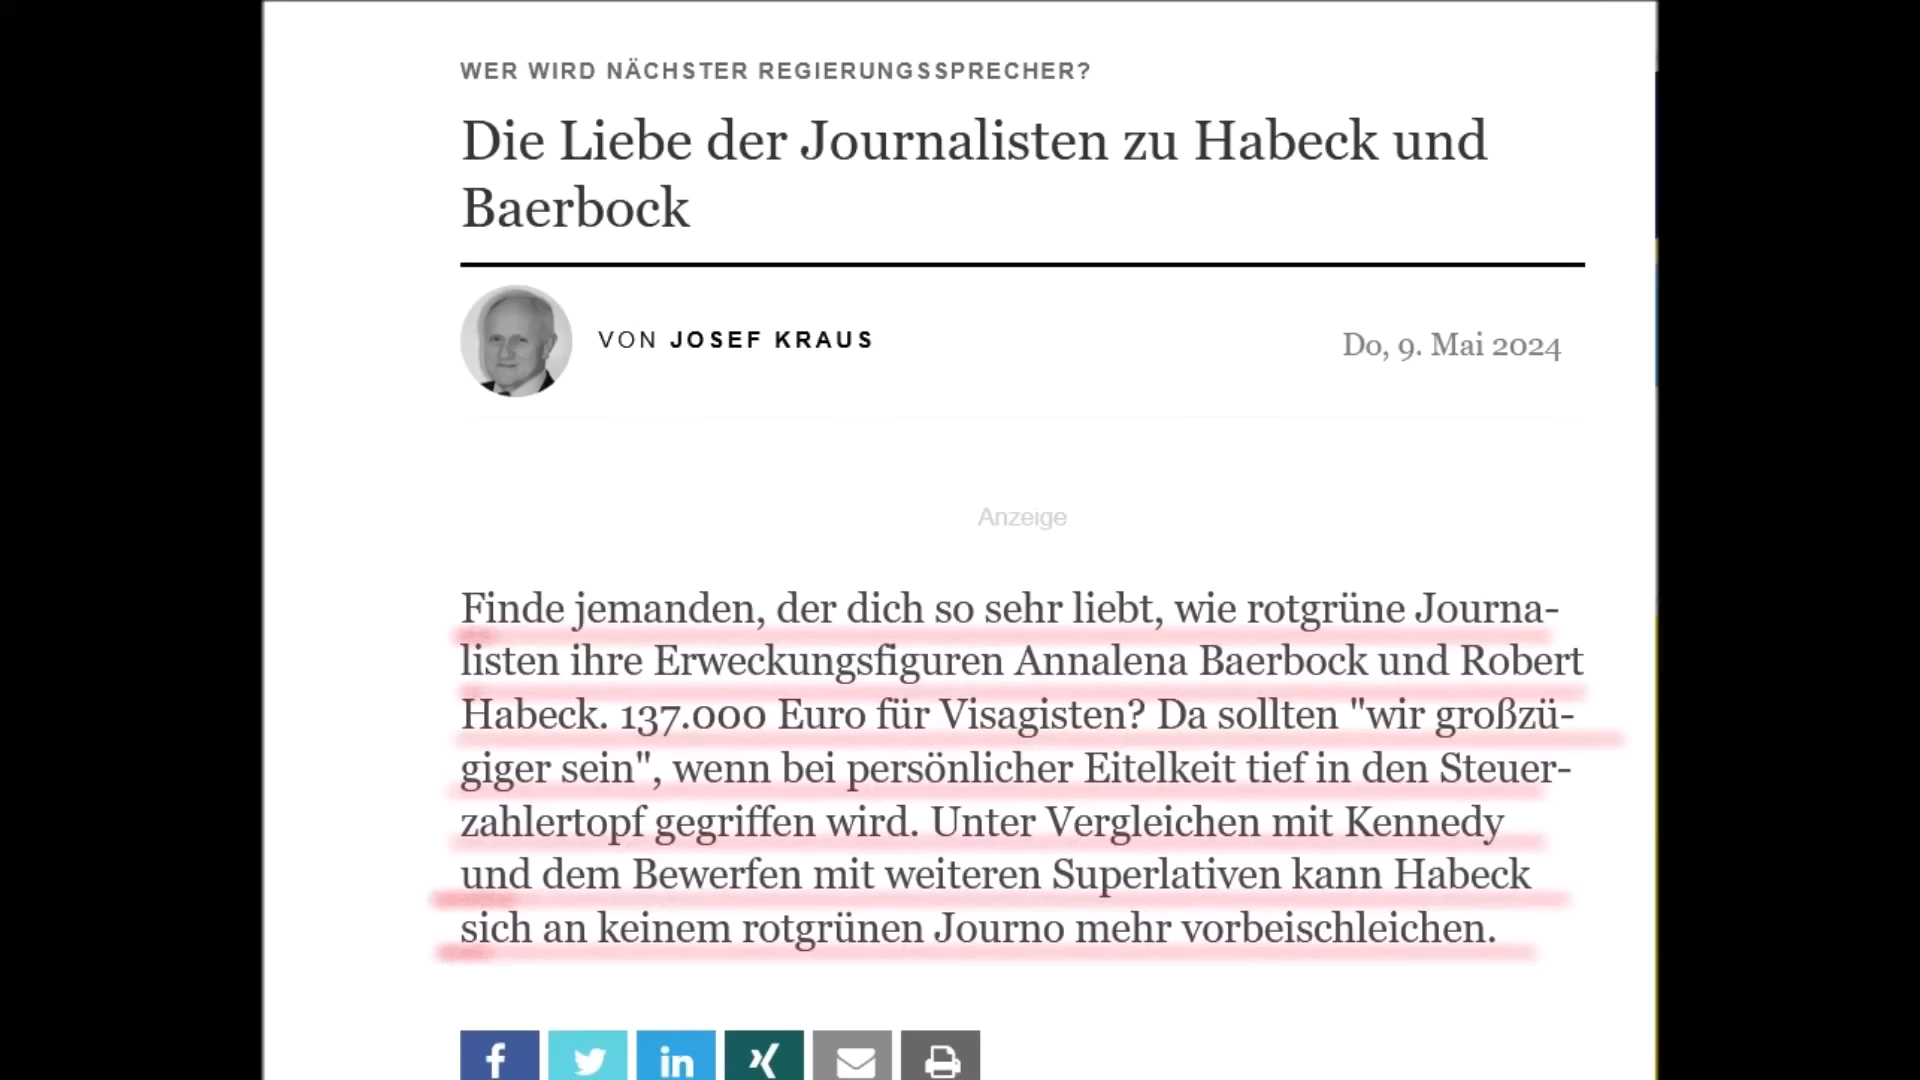 WER WIRD NÄCHSTER REGIERUNGSSPRECHER?
Die Liebe der Journalisten zu Habeck und
Baerbock
VON JOSEF KRAUS
Do, 9. Mai 2024
Anzeige
Finde jemanden, der dich so sehr liebt, wie rotgrüne Journa-
listen ihre Erweckungsfiguren Annalena Baerbock und Robert
Habeck. 137.000 Euro für Visagisten? Da sollten "wir großzü-
giger sein", wenn bei persönlicher Eitelkeit tief in den Steuer-
zahlertopf gegriffen wird. Unter Vergleichen mit Kennedy
und dem Bewerfen mit weiteren Superlativen kann Habeck
sich an keinem rotgrünen Journo mehr vorbeischleichen.